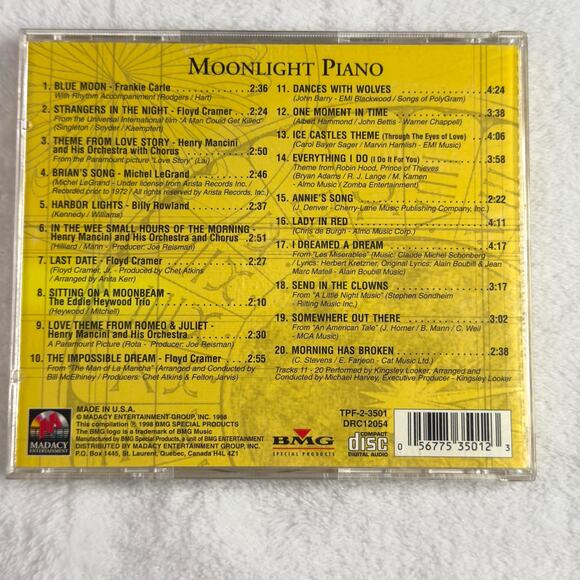 MOONLIGHT PIANO
1. BLUE MOON - Frankie Carle ........ 2:36
With Rhythm Accompaniment (Rodgers / Hart)
2. STRANGERS IN THE NIGHT - Floyd Cramer .. 2:24
From the Universal International film "A Man Could Get Killed"
(Singleton / Snyder / Kaempfert)
3. THEME FROM LOVE STORY - Henry Mancini
and His Orchestra with Chorus ........ 2:50
From the Paramount picture "Love Story" (Lai)
4. BRIAN'S SONG - Michel LeGrand ........ 2:46
(Michel LeGrand - Under license from Arista Records Inc.
Recorded prior to 1972 / All rights reserved by Arista Records, Inc.)
5. HARBOR LIGHTS - Billy Rowland ........ 2:37
(Kennedy / Williams)
6. IN THE WEE SMALL HOURS OF THE MORNING -
Henry Mancini and His Orchestra and Chorus . 2:51
(Hilliard / Mann - Producer: Joe Reisman)
7. LAST DATE - Floyd Cramer ........ 2:27
(Floyd Cramer, Jr. - Produced by Chet Atkins
/ Arranged by Anita Kerr)
8. SITTING ON A MOONBEAM -
The Eddie Heywood Trio ........ 2:10
(Heywood / Mitchell)
9. LOVE THEME FROM ROMEO & JULIET -
Henry Mancini and His Orchestra ........ 2:30
A Paramount Picture (Rota - Producer: Joe Reisman)
10. THE IMPOSSIBLE DREAM - Floyd Cramer ... 2:55
(From "The Man of La Mancha" (Arranged and Conducted by
Bill McElhiney / Producers: Chet Atkins & Felton Jarvis)
11. DANCES WITH WOLVES ........ 4:24
(John Barry - EMI Blackwood / Songs of PolyGram)
12. ONE MOMENT IN TIME ........ 3:38
(Albert Hammond / John Bettis - Warner Chappell)
13. ICE CASTLES THEME (Through The Eyes of Love) .. 4:06
(Carol Bayer Sager / Marvin Hamlish - EMI Music)
14. EVERYTHING I DO (I Do It For You) ........ 3:58
Theme from Robin Hood, Prince of Thieves
(Bryan Adams / R. J. Lange / M. Kamen
- Almo Music / Zomba Entertainment)
15. ANNIE'S SONG ........ 2:22
(J. Denver - Cherry-Lane Music Publishing Company, Inc.)
16. LADY IN RED ........ 4:17
(Chris de Burgh - Almo Music Corp.)
17. I DREAMED A DREAM ........ 4:11
From "Les Miserables" (Music: Claude Michel Schonberg
/ Lyrics: Herbert Kretzner: Original Lyrics: Alain Boubill & Jean
Marc Matell - Alain Boubill Music)
18. SEND IN THE CLOWNS ........ 3:17
From "A Little Night Music" (Stephen Sondheim
- Rilting Music Inc.)
19. SOMEWHERE OUT THERE ........ 3:02
From "An American Tale" (J. Horner / B. Mann / C. Weil
- MCA Music)
20. MORNING HAS BROKEN ........ 2:38
(C. Stevens / E. Farjeon - Cat Music Ltd.)
Tracks 11 - 20 Performed by Kingsley Looker, Arranged and
Conducted by Michael Harvey, Executive Producer - Kingsley Looker
MADACY
ENTERTAINMENT
MADE IN U.S.A.
© MADACY ENTERTAINMENT GROUP, INC. 1998
This compilation ℗ 1998 BMG SPECIAL PRODUCTS
The BMG logo is a trademark of BMG Music
Manufactured by BMG Special Products, a unit of BMG ENTERTAINMENT
DISTRIBUTED BY MADACY ENTERTAINMENT GROUP, INC.
P.O. Box 1445, St. Laurent, Quebec, Canada H4L 4Z1
BMG
SPECIAL PRODUCTS
TPF-2-3501
DRC12054
COMPACT
disc
DIGITAL AUDIO
0 56775 35012 3